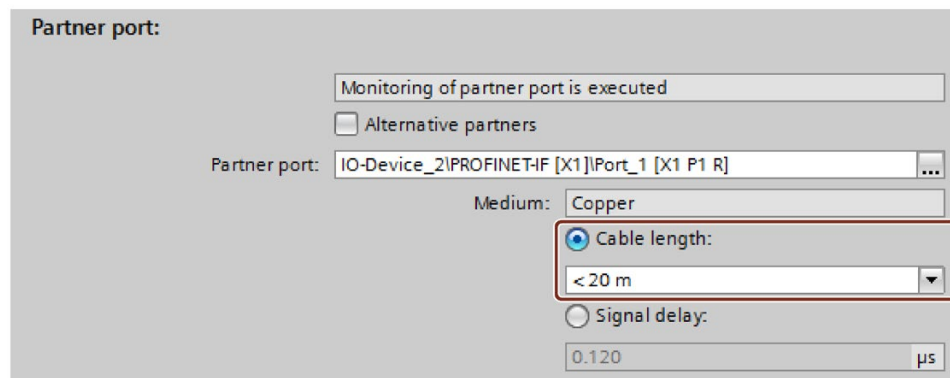 Partner port:
Monitoring of partner port is executed
Alternative partners
Partner port: IO-Device_2\PROFINET-IF [X1]\Port_1 [X1 P1 R] ...
Medium: Copper
Cable length:
< 20 m
Signal delay:
0.120 µs